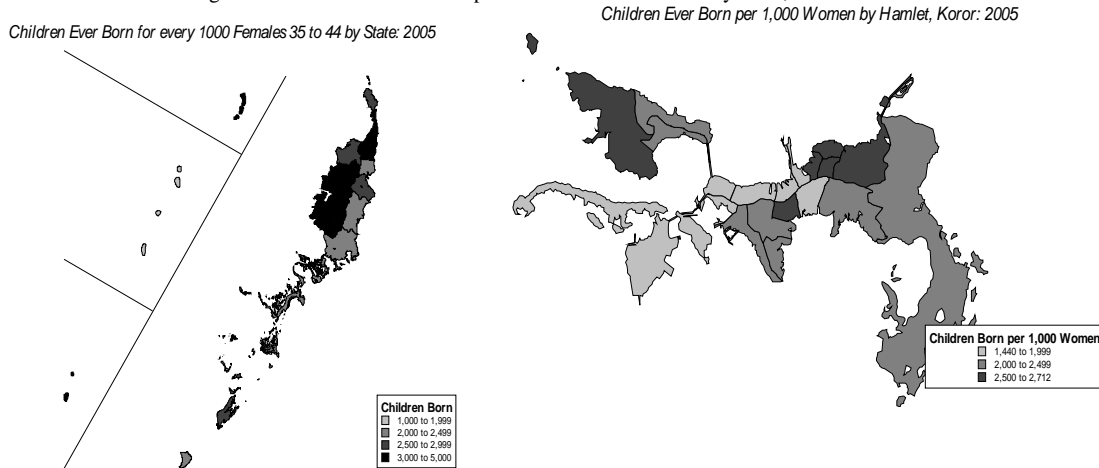 Children Ever Born for every 1000 Females 35 to 44 by State: 2005
Children Born
1,000 to 1,999
2,000 to 2,499
2,500 to 2,999
3,000 to 5,000
Children Ever Born per 1,000 Women by Hamlet, Koror: 2005
Children Born per 1,000 Women
1,440 to 1,999
2,000 to 2,499
2,500 to 2,712